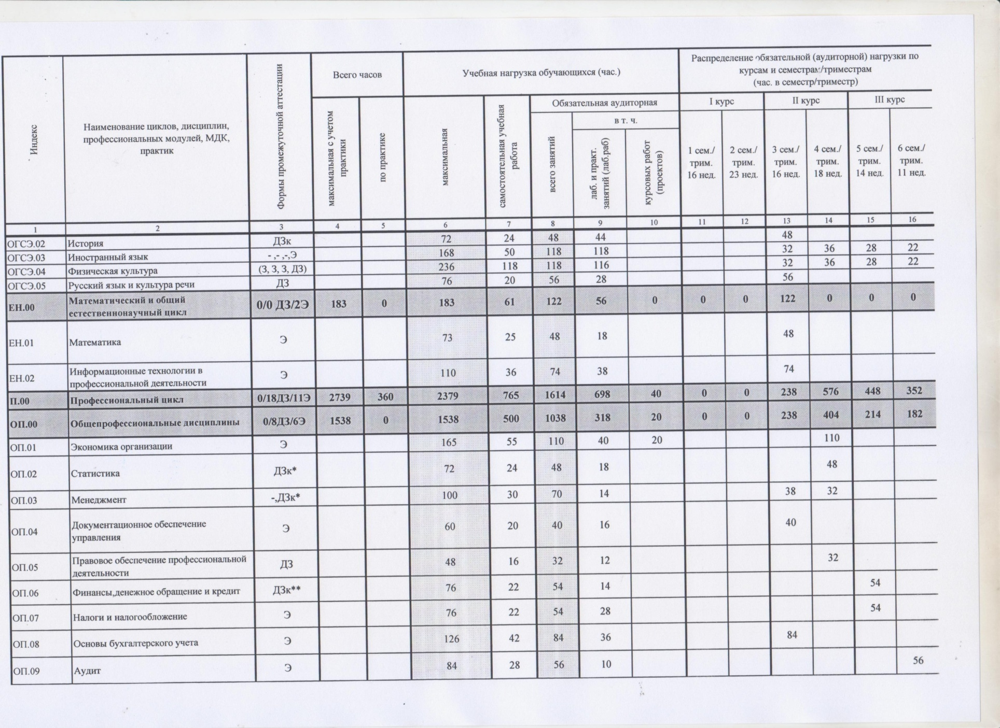 Индекс
Наименование циклов, дисциплин,
профессиональных модулей, МДК,
практик
Формы промежуточной аттестации
Всего часов
максимальная с учетом
практики
по практике
Учебная нагрузка обучающихся (час.)
максимальная
самостоятельная учебная
работа
Обязательная аудиторная
всего занятий
в т. ч.
лаб. и практ.
занятий (лаб.раб)
курсовых работ
(проектов)
Распределение обязательной (аудиторной) нагрузки по
курсам и семестрам/триместрам
(час. в семестр/триместр)
I курс II курс III курс
1 сем./
трим.
16 нед.
2 сем./
трим.
23 нед.
3 сем./
трим.
16 нед.
4 сем./
трим.
18 нед.
5 сем./
трим.
14 нед.
6 сем./
трим.
11 нед.
1 2 3 4 5 6 7 8 9 10 11 12 13 14 15 16
ОГСЭ.02 История ДЗк 72 24 48 44 48
ОГСЭ.03 Иностранный язык - ,- ,-,Э 168 50 118 118 32 36 28 22
ОГСЭ.04 Физическая культура (З, З, З, ДЗ) 236 118 118 116 32 36 28 22
ОГСЭ.05 Русский язык и культура речи ДЗ 76 20 56 28 56
ЕН.00 Математический и общий
естественнонаучный цикл 0/0 ДЗ/2Э 183 0 183 61 122 56 0 0 0 122 0 0 0
ЕН.01 Математика Э 73 25 48 18 48
ЕН.02 Информационные технологии в
профессиональной деятельности Э 110 36 74 38 74
П.00 Профессиональный цикл 0/18ДЗ/11Э 2739 360 2379 765 1614 698 40 0 0 238 576 448 352
ОП.00 Общепрофессиональные дисциплины 0/8ДЗ/6Э 1538 0 1538 500 1038 318 20 0 0 238 404 214 182
ОП.01 Экономика организации Э 165 55 110 40 20 110
ОП.02 Статистика ДЗк* 72 24 48 18 48
ОП.03 Менеджмент -,ДЗк* 100 30 70 14 38 32
ОП.04 Документационное обеспечение
управления Э 60 20 40 16 40
ОП.05 Правовое обеспечение профессиональной
деятельности ДЗ 48 16 32 12 32
ОП.06 Финансы,денежное обращение и кредит ДЗк** 76 22 54 14 54
ОП.07 Налоги и налогообложение Э 76 22 54 28 54
ОП.08 Основы бухгалтерского учета Э 126 42 84 36 84
ОП.09 Аудит Э 84 28 56 10 56